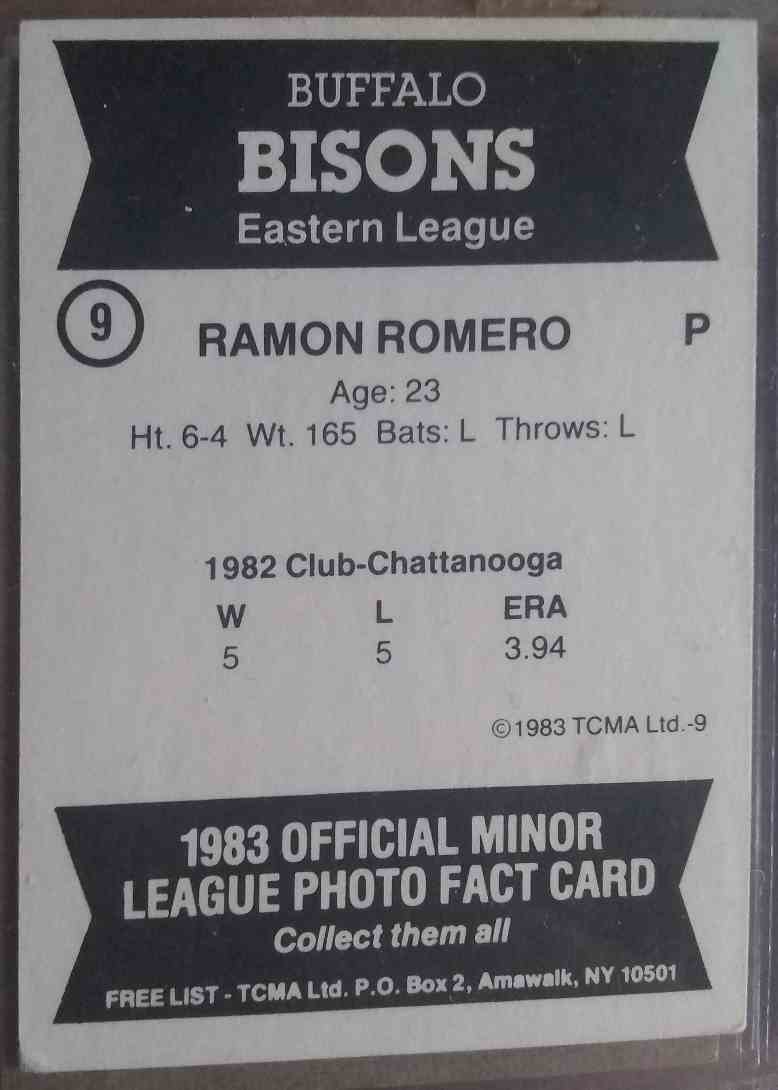 BUFFALO
BISONS
Eastern League
9
RAMON ROMERO P
Age: 23
Ht. 6-4 Wt. 165 Bats: L Throws: L
1982 Club-Chattanooga
W L ERA
5 5 3.94
©1983 TCMA Ltd.-9
1983 OFFICIAL MINOR
LEAGUE PHOTO FACT CARD
Collect them all
FREE LIST - TCMA Ltd. P.O. Box 2, Amawalk, NY 10501